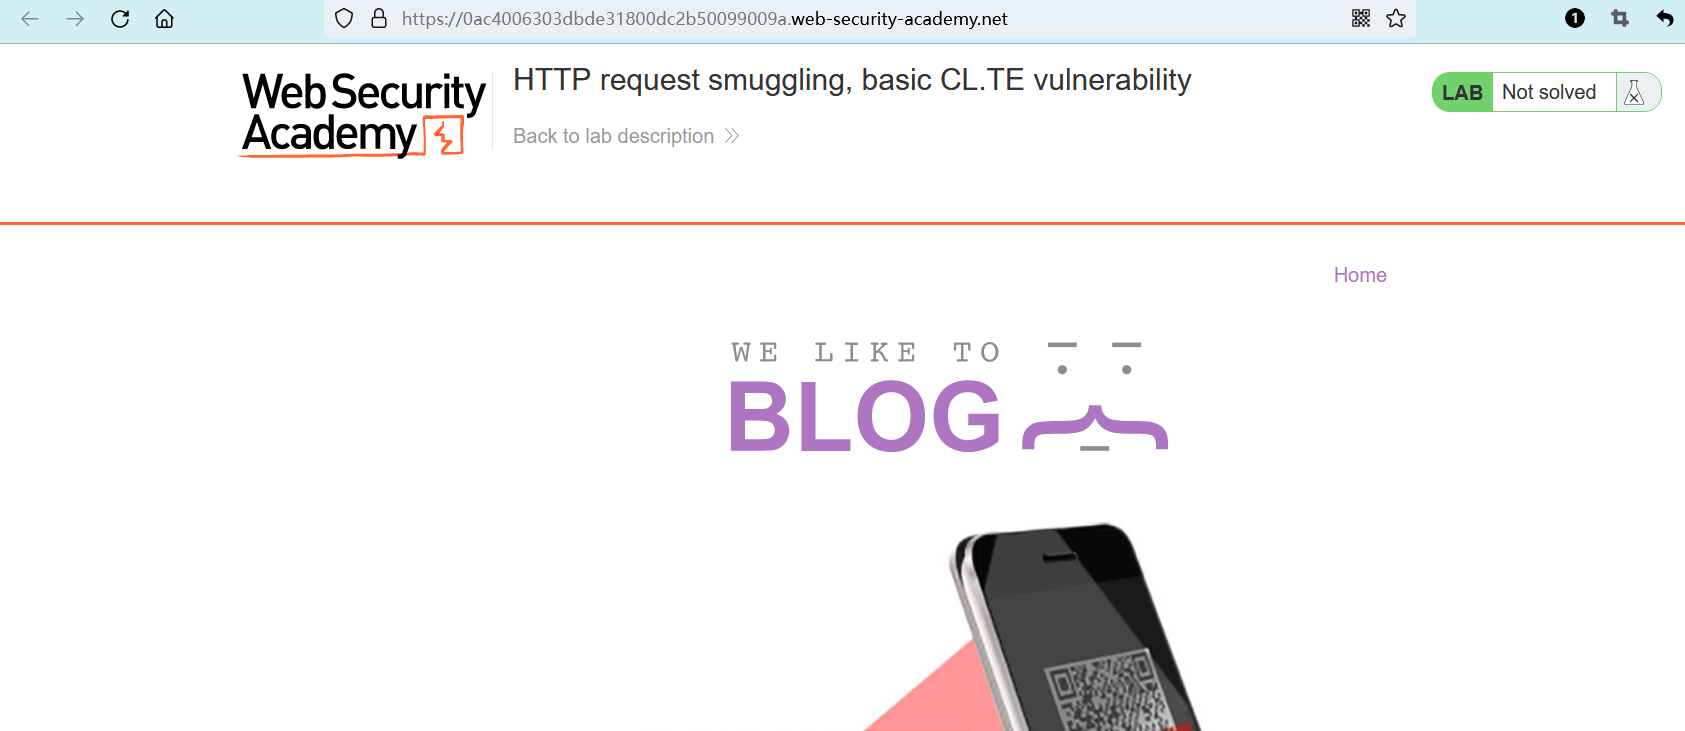 https://0ac4006303dbde31800dc2b50099009a.web-security-academy.net
1
Web Security
Academy
HTTP request smuggling, basic CL.TE vulnerability
Back to lab description
LAB Not solved
Home
WE LIKE TO
BLOG